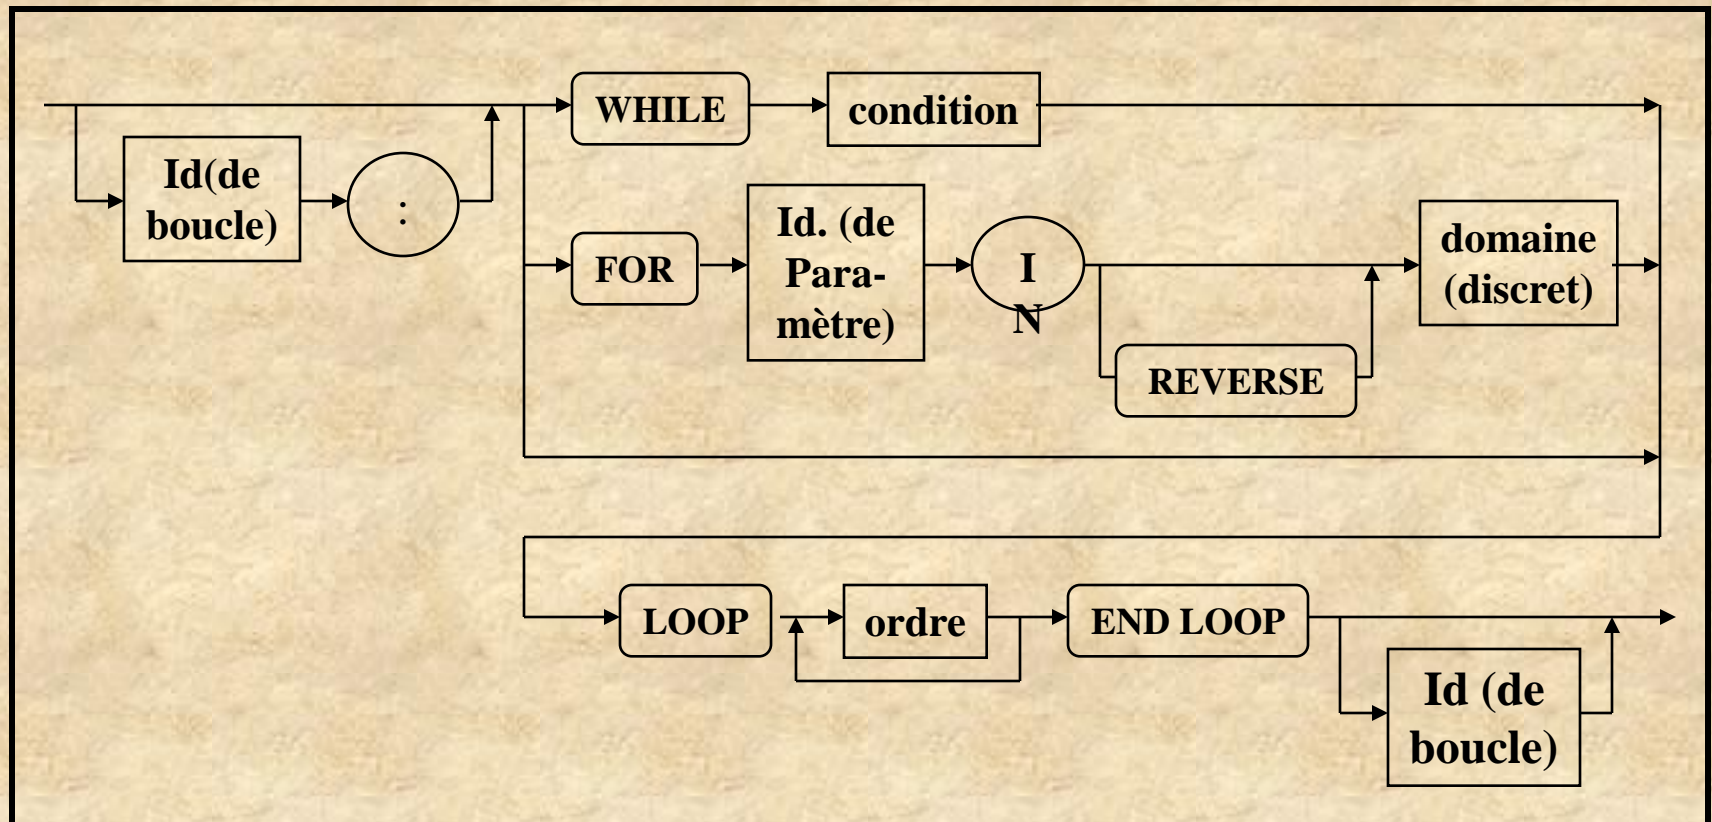 WHILE
condition
Id(de
boucle)
:
FOR
Id. (de
Para-
mètre)
I
N
REVERSE
domaine
(discret)
LOOP
ordre
END LOOP
Id (de
boucle)